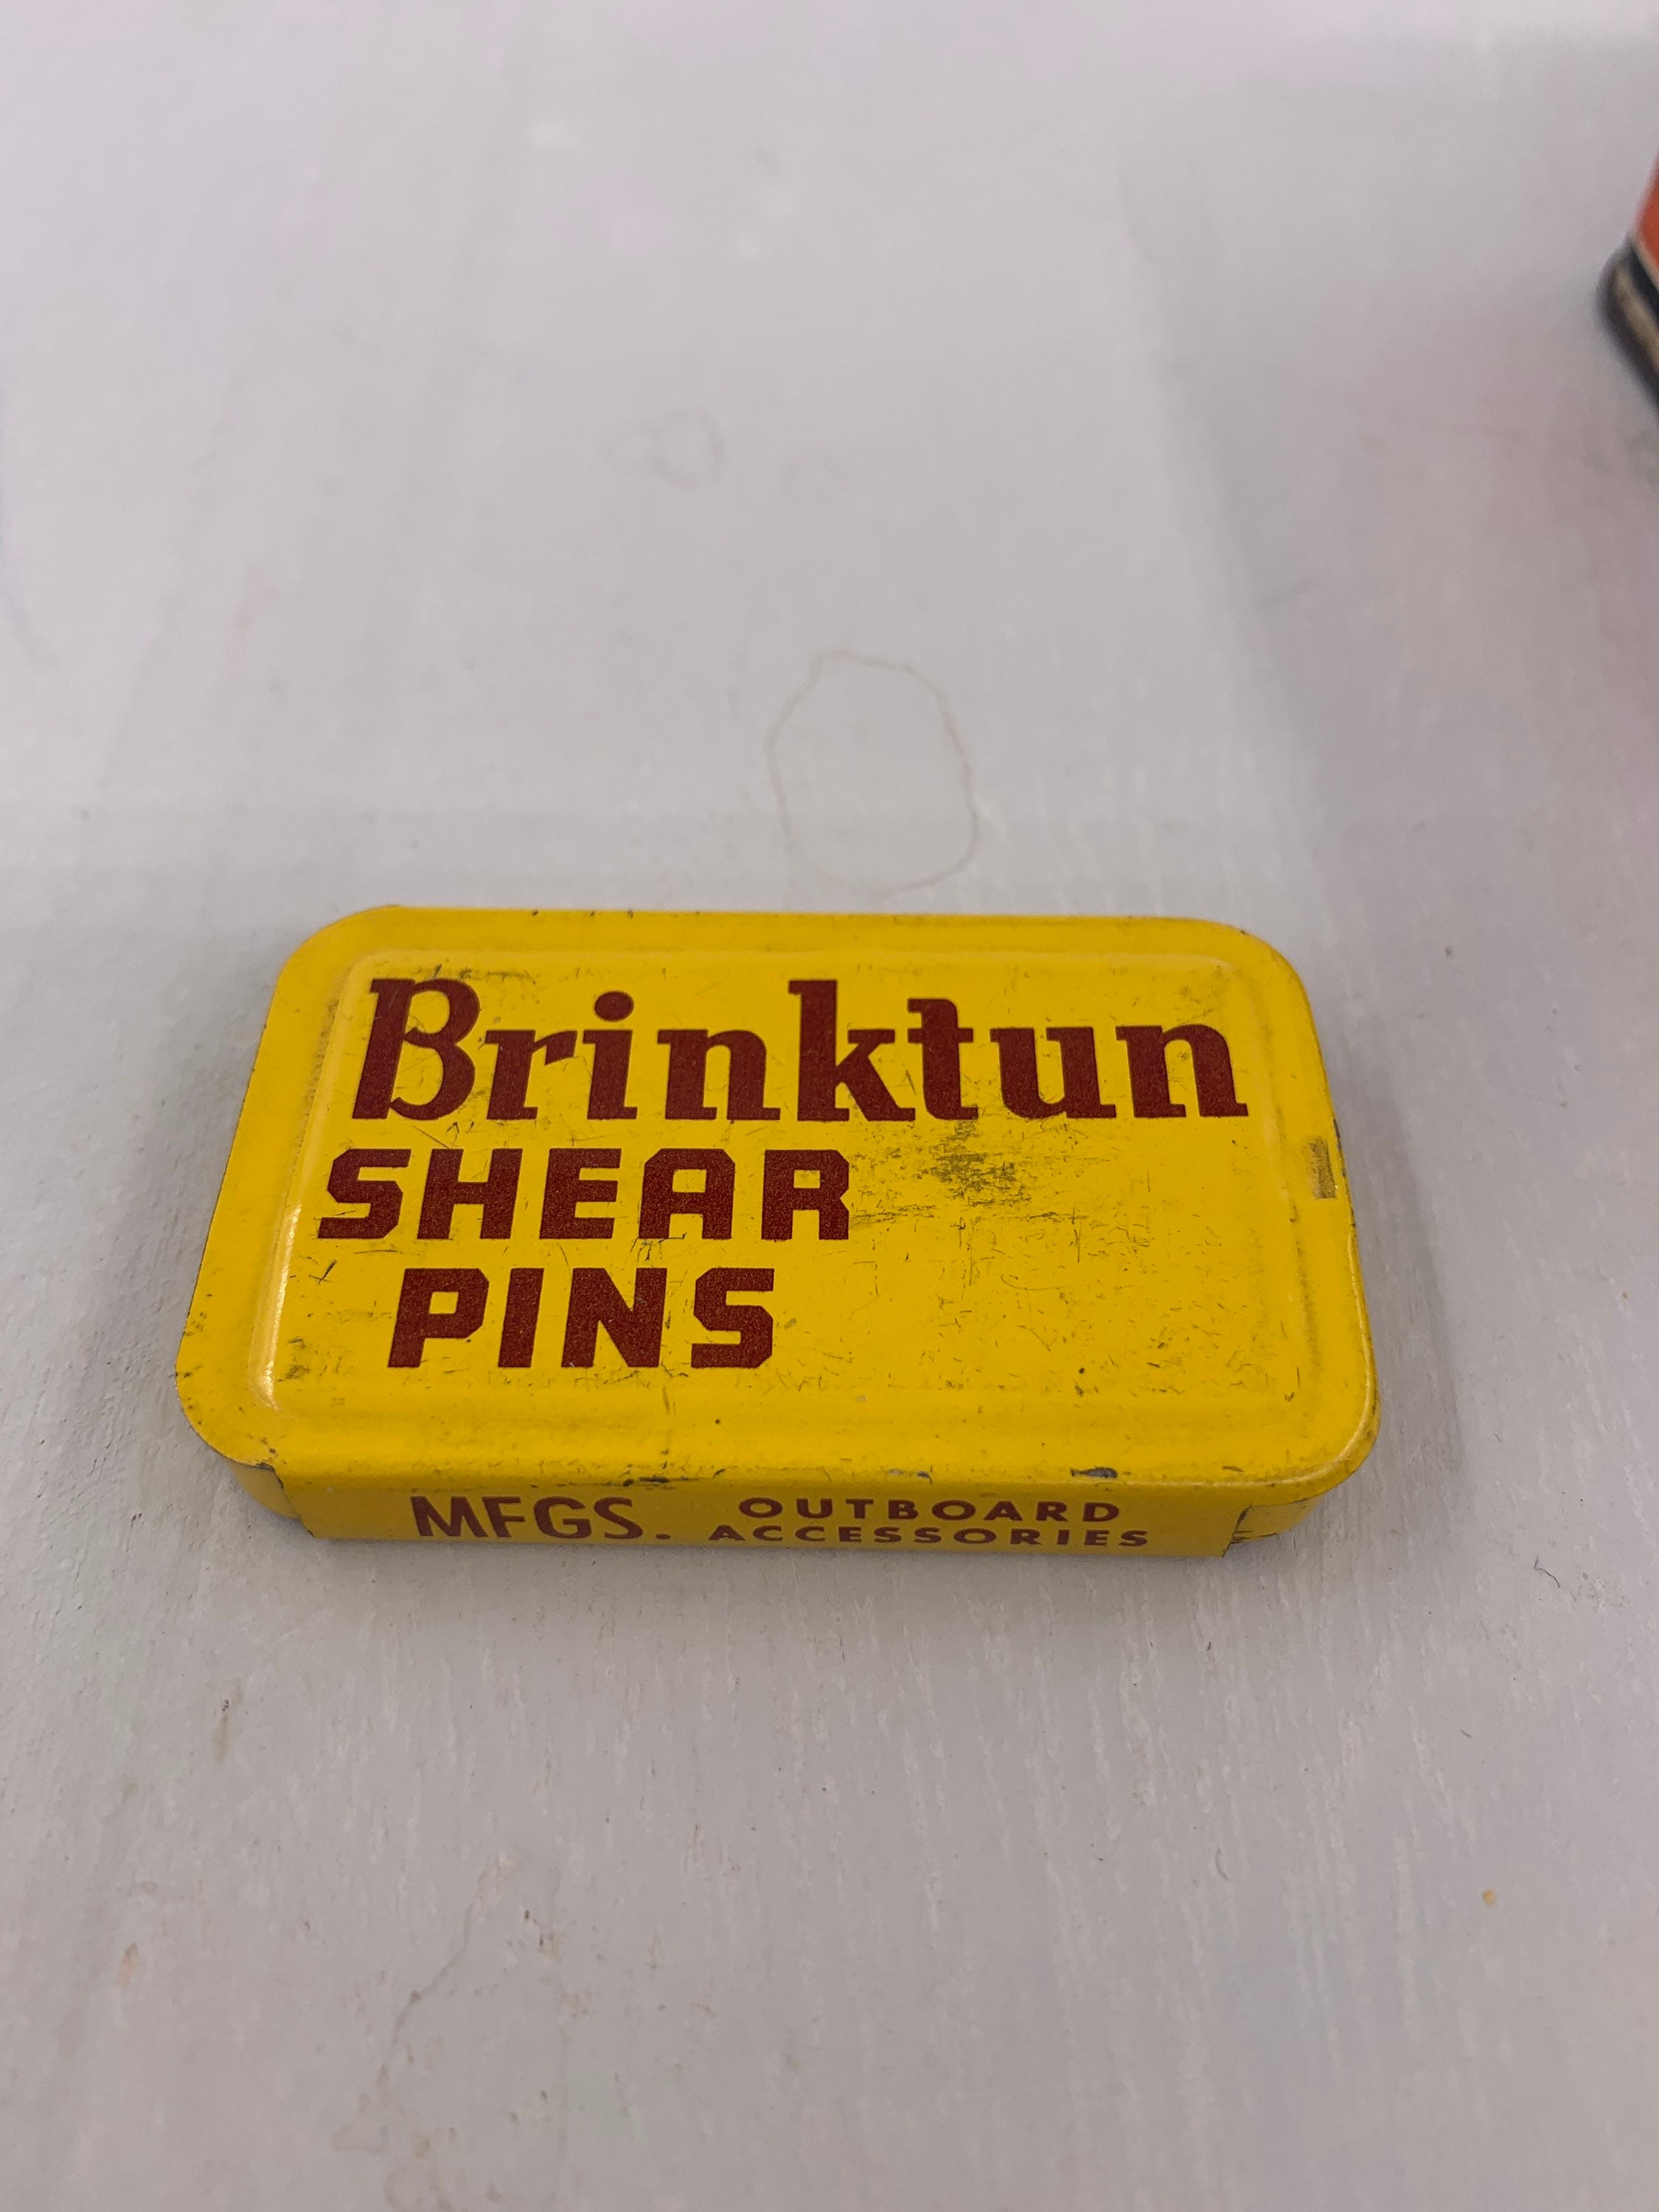 Brinktun
SHEAR
PINS
MFGS. OUTBOARD
ACCESSORIES